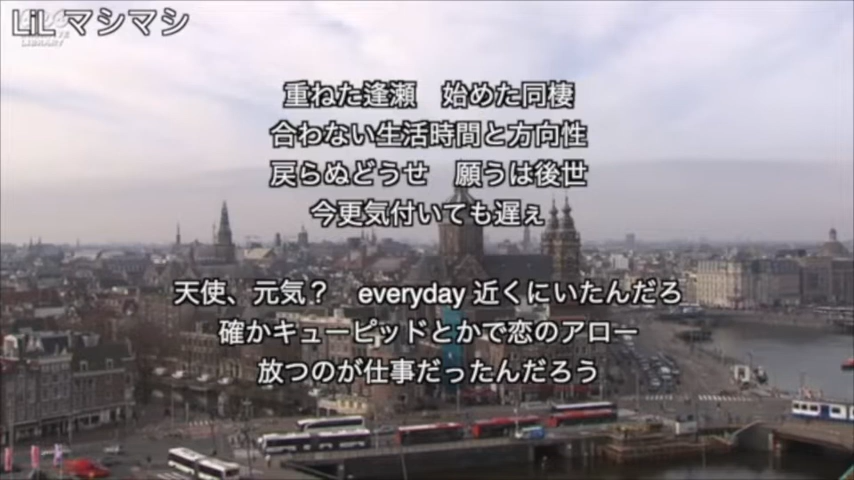 LiL マシマシ
LIBRARY
重ねた逢瀬　始めた同棲
合わない生活時間と方向性
戻らぬどうせ　願うは後世
今更気付いても遅ぇ
天使、元気？　everyday 近くにいたんだろ
確かキューピッドとかで恋のアロー
放つのが仕事だったんだろう